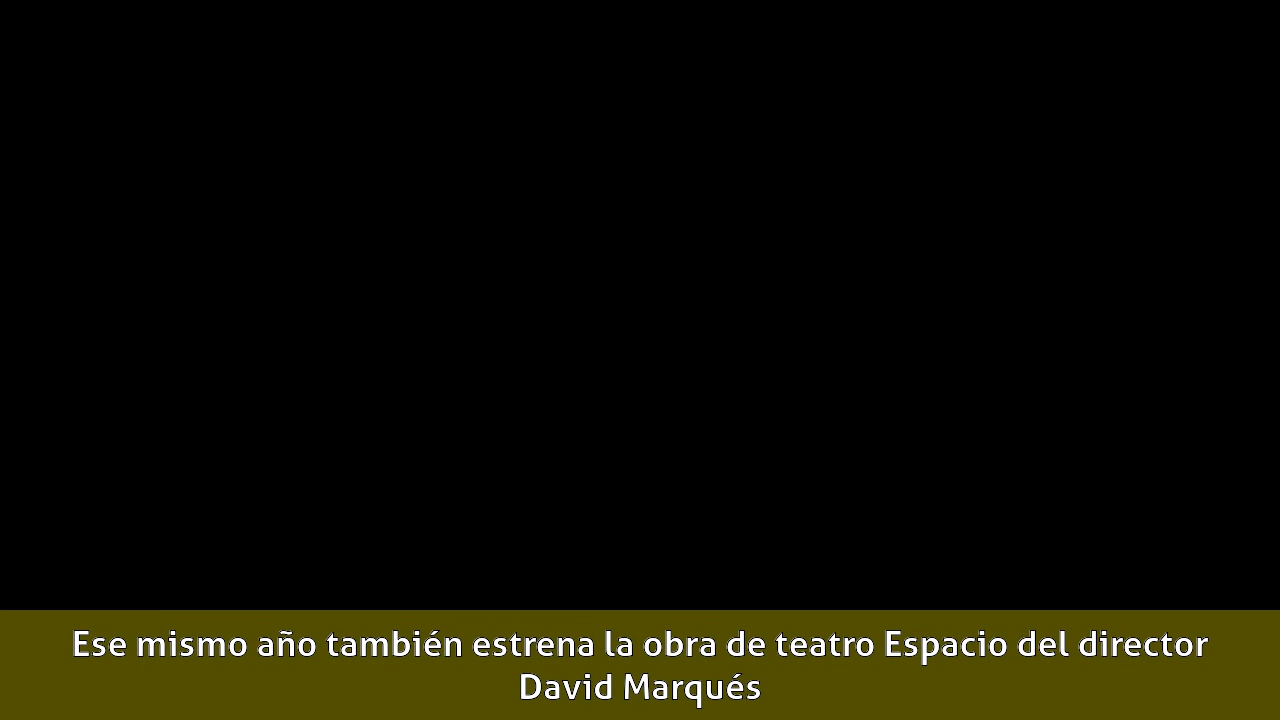 Ese mismo año también estrena la obra de teatro Espacio del director
David Marqués